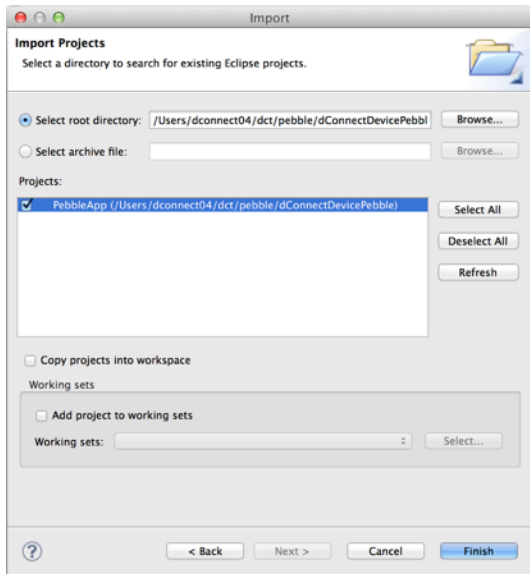 Import
Import Projects
Select a directory to search for existing Eclipse projects.
Select root directory: /Users/dconnect04/dct/pebble/dConnectDevicePebbl Browse...
Select archive file: Browse...
Projects:
PebbleApp (/Users/dconnect04/dct/pebble/dConnectDevicePebble)
Select All
Deselect All
Refresh
Copy projects into workspace
Working sets
Add project to working sets
Working sets: Select...
? < Back Next > Cancel Finish